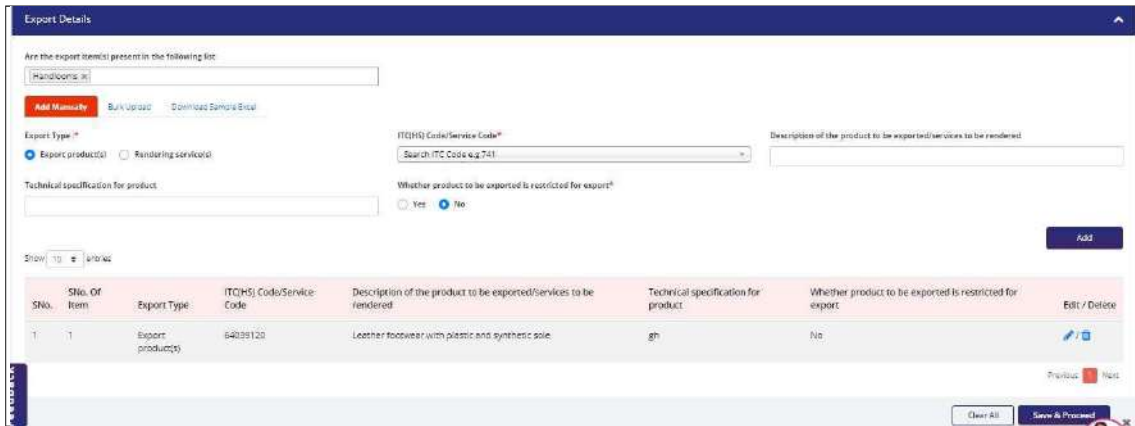 Export Details
Are the export item(s) present in the following list
Handlooms ×
Add Manually Bulk Upload Download Sample Excel
Export Type * ITC(HS) Code/Service Code* Description of the product to be exported/services to be rendered
Export product(s) Rendering service(s) Search ITC Code e.g.741
Technical specification for product Whether product to be exported is restricted for export*
Yes No
Add
Show 10 entries
SNo. SNo. Of Item Export Type ITC(HS) Code/Service Code Description of the product to be exported/services to be rendered Technical specification for product Whether product to be exported is restricted for export Edit / Delete
1 1 Export product(s) 64039120 Leather footwear with plastic and synthetic sole gh No /
Previous 1 Next
Clear All Save & Proceed